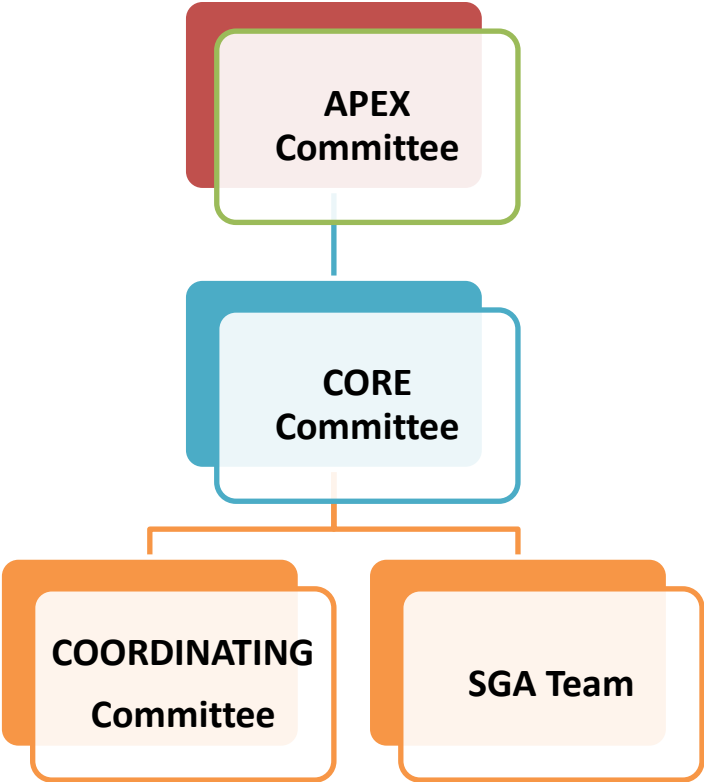 APEX
Committee
CORE
Committee
COORDINATING
Committee
SGA Team